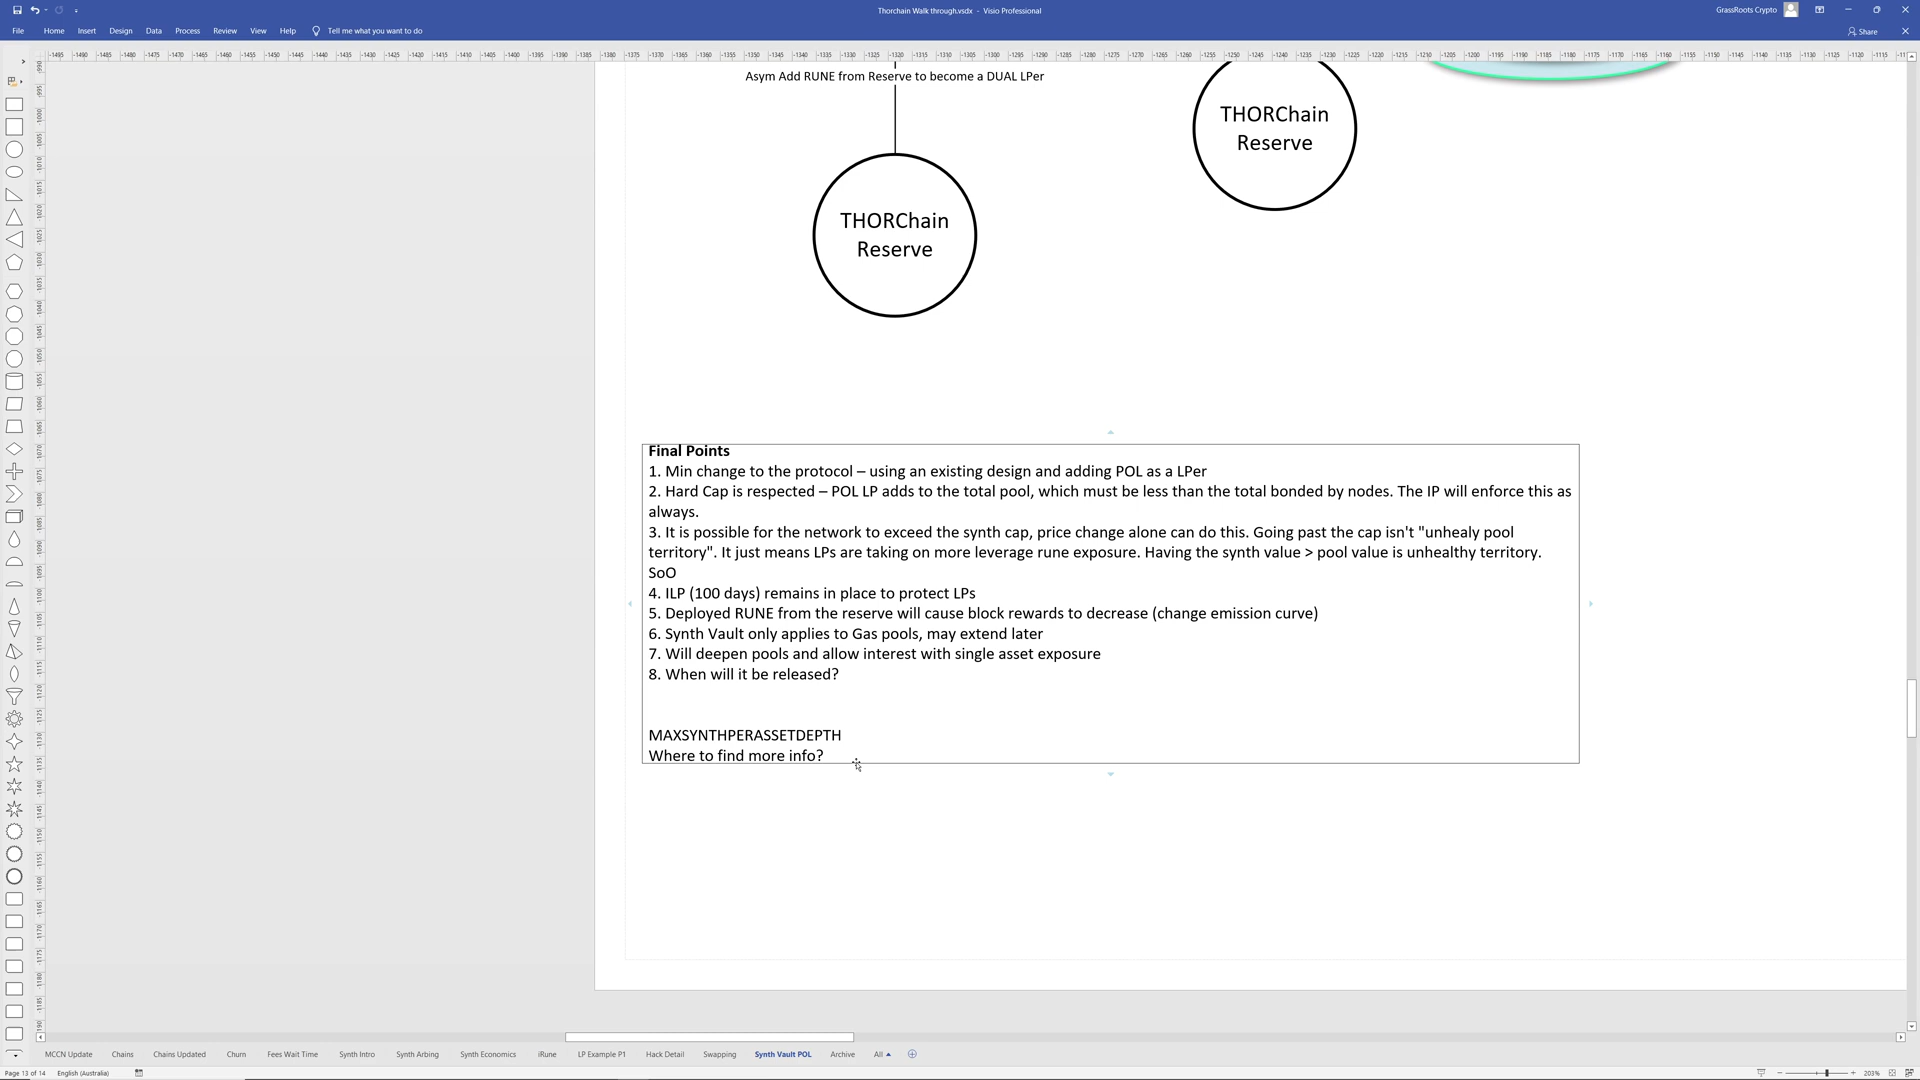 Thorchain Walk through.vsdx - Visio Professional
GrassRoots Crypto
File Home Insert Design Data Process Review View Help Tell me what you want to do
Share
Asym Add RUNE from Reserve to become a DUAL LPer
THORChain
Reserve
THORChain
Reserve
Final Points
1. Min change to the protocol – using an existing design and adding POL as a LPer
2. Hard Cap is respected – POL LP adds to the total pool, which must be less than the total bonded by nodes. The IP will enforce this as
always.
3. It is possible for the network to exceed the synth cap, price change alone can do this. Going past the cap isn't "unhealy pool
territory". It just means LPs are taking on more leverage rune exposure. Having the synth value > pool value is unhealthy territory.
SoO
4. ILP (100 days) remains in place to protect LPs
5. Deployed RUNE from the reserve will cause block rewards to decrease (change emission curve)
6. Synth Vault only applies to Gas pools, may extend later
7. Will deepen pools and allow interest with single asset exposure
8. When will it be released?
MAXSYNTHPERASSETDEPTH
Where to find more info?
MCCN Update Chains Chains Updated Churn Fees Wait Time Synth Intro Synth Arbing Synth Economics iRune LP Example P1 Hack Detail Swapping Synth Vault POL Archive All
Page 13 of 14 English (Australia)
203%